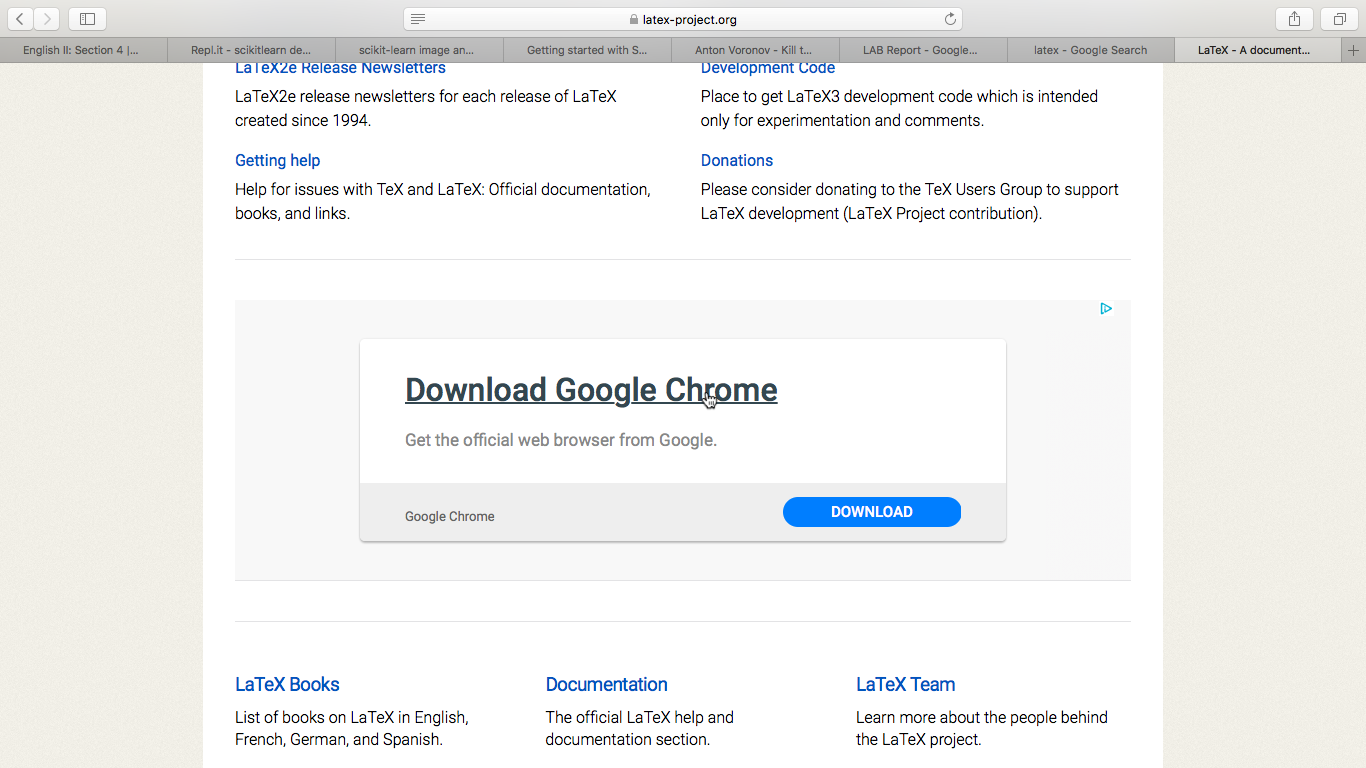 latex-project.org
English II: Section 4 |...
Repl.it - scikitlearn de...
scikit-learn image an...
Getting started with S...
Anton Voronov - Kill t...
LAB Report - Google...
latex - Google Search
LaTeX - A document...
LaTeX2e Release Newsletters
LaTeX2e release newsletters for each release of LaTeX
created since 1994.
Development Code
Place to get LaTeX3 development code which is intended
only for experimentation and comments.
Getting help
Help for issues with TeX and LaTeX: Official documentation,
books, and links.
Donations
Please consider donating to the TeX Users Group to support
LaTeX development (LaTeX Project contribution).
Download Google Chrome
Get the official web browser from Google.
Google Chrome
DOWNLOAD
LaTeX Books
List of books on LaTeX in English,
French, German, and Spanish.
Documentation
The official LaTeX help and
documentation section.
LaTeX Team
Learn more about the people behind
the LaTeX project.